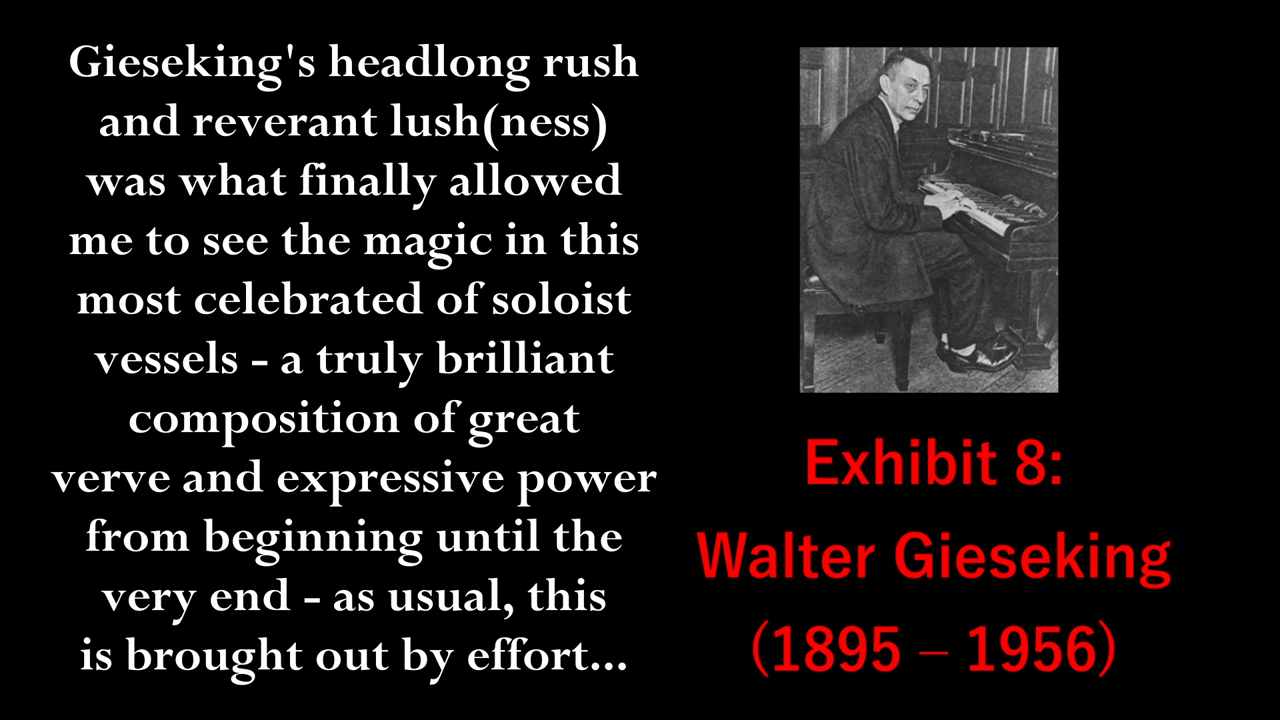 Gieseking's headlong rush
and reverant lush(ness)
was what finally allowed
me to see the magic in this
most celebrated of soloist
vessels - a truly brilliant
composition of great
verve and expressive power
from beginning until the
very end - as usual, this
is brought out by effort...
Exhibit 8:
Walter Gieseking
(1895 – 1956)